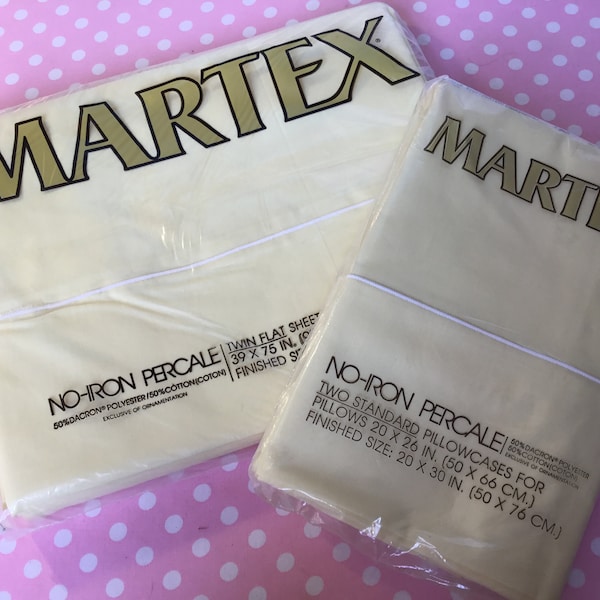 MARTEX®
NO-IRON PERCALE
50% DACRON® POLYESTER/50% COTTON(COTON)
EXCLUSIVE OF ORNAMENTATION
TWIN FLAT SHEET
39 X 75 IN.
FINISHED SIZ
MARTE
NO-IRON PERCALE
50% DACRON® POLYESTER
50% COTTON(COTON)
EXCLUSIVE OF ORNAMENTATION
TWO STANDARD PILLOWCASES FOR
PILLOWS 20 X 26 IN. (50 X 66 CM.)
FINISHED SIZE: 20 X 30 IN. (50 X 76 CM.)